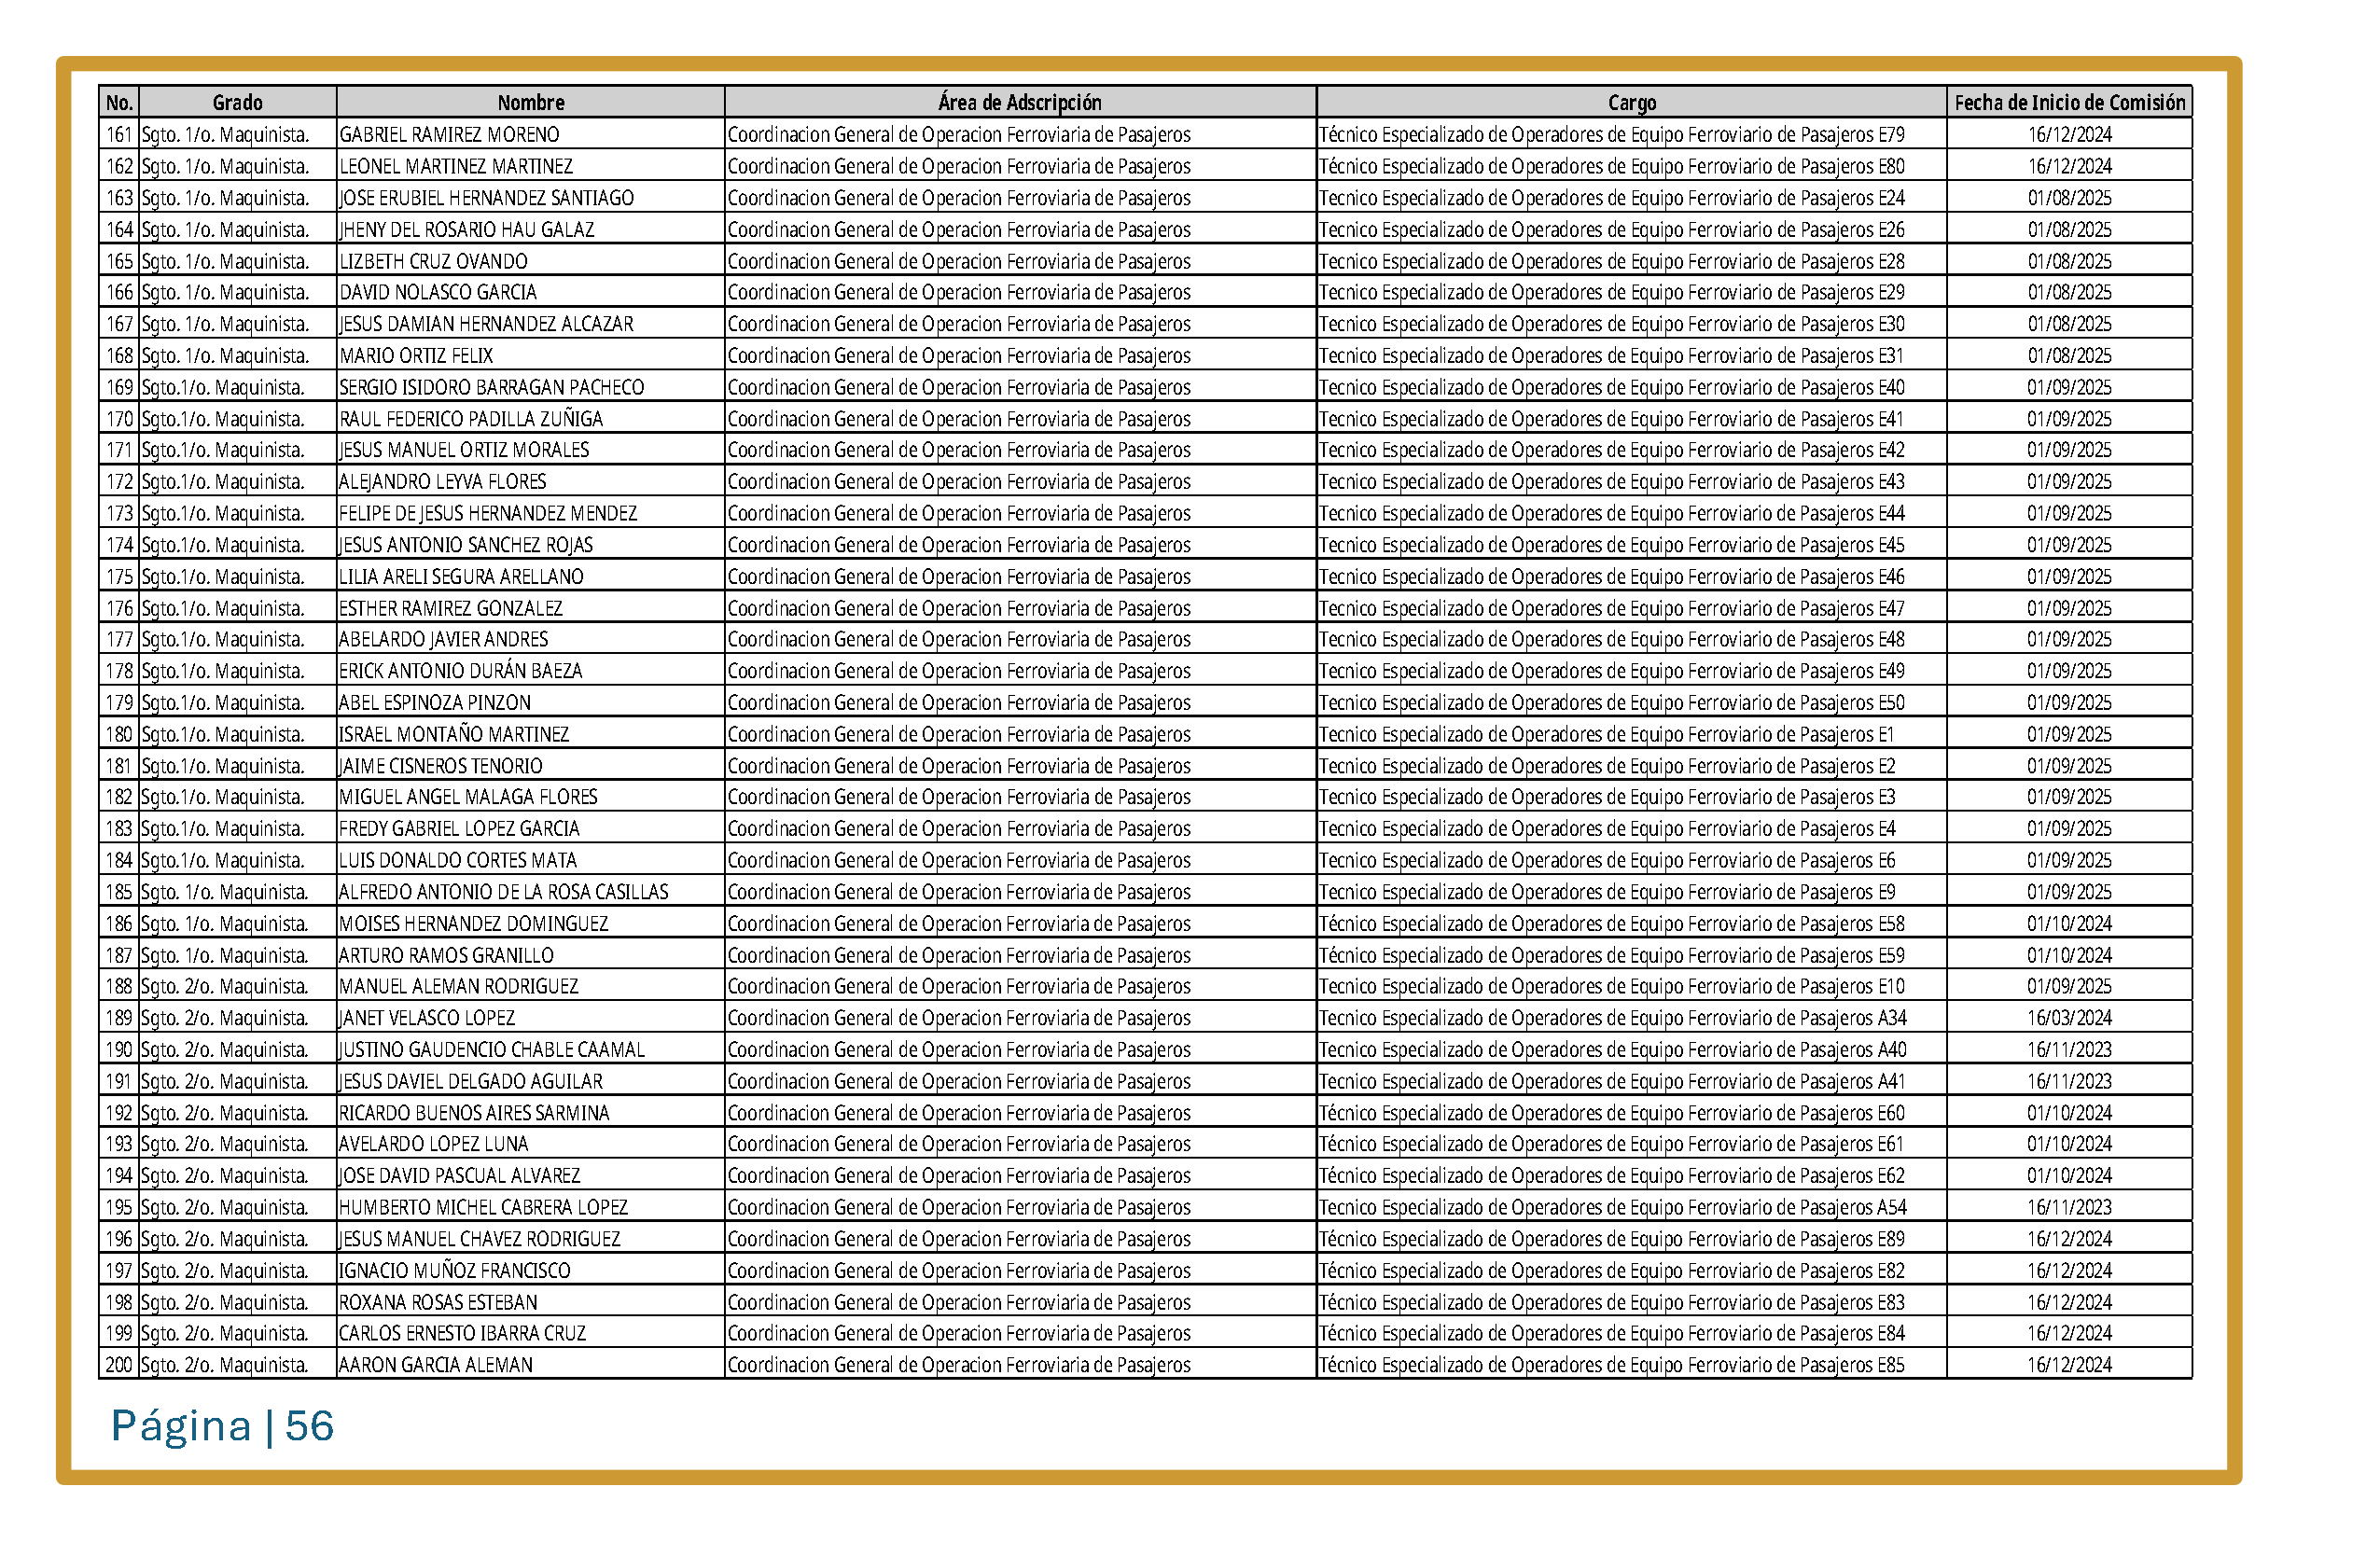 No. Grado Nombre Área de Adscripción Cargo Fecha de Inicio de Comisión
161 Sgto. 1/o. Maquinista. GABRIEL RAMIREZ MORENO Coordinacion General de Operacion Ferroviaria de Pasajeros Técnico Especializado de Operadores de Equipo Ferroviario de Pasajeros E79 16/12/2024
162 Sgto. 1/o. Maquinista. LEONEL MARTINEZ MARTINEZ Coordinacion General de Operacion Ferroviaria de Pasajeros Técnico Especializado de Operadores de Equipo Ferroviario de Pasajeros E80 16/12/2024
163 Sgto. 1/o. Maquinista. JOSE ERUBIEL HERNANDEZ SANTIAGO Coordinacion General de Operacion Ferroviaria de Pasajeros Tecnico Especializado de Operadores de Equipo Ferroviario de Pasajeros E24 01/08/2025
164 Sgto. 1/o. Maquinista. JHENY DEL ROSARIO HAU GALAZ Coordinacion General de Operacion Ferroviaria de Pasajeros Tecnico Especializado de Operadores de Equipo Ferroviario de Pasajeros E26 01/08/2025
165 Sgto. 1/o. Maquinista. LIZBETH CRUZ OVANDO Coordinacion General de Operacion Ferroviaria de Pasajeros Tecnico Especializado de Operadores de Equipo Ferroviario de Pasajeros E28 01/08/2025
166 Sgto. 1/o. Maquinista. DAVID NOLASCO GARCIA Coordinacion General de Operacion Ferroviaria de Pasajeros Tecnico Especializado de Operadores de Equipo Ferroviario de Pasajeros E29 01/08/2025
167 Sgto. 1/o. Maquinista. JESUS DAMIAN HERNANDEZ ALCAZAR Coordinacion General de Operacion Ferroviaria de Pasajeros Tecnico Especializado de Operadores de Equipo Ferroviario de Pasajeros E30 01/08/2025
168 Sgto. 1/o. Maquinista. MARIO ORTIZ FELIX Coordinacion General de Operacion Ferroviaria de Pasajeros Tecnico Especializado de Operadores de Equipo Ferroviario de Pasajeros E31 01/08/2025
169 Sgto.1/o. Maquinista. SERGIO ISIDORO BARRAGAN PACHECO Coordinacion General de Operacion Ferroviaria de Pasajeros Tecnico Especializado de Operadores de Equipo Ferroviario de Pasajeros E40 01/09/2025
170 Sgto.1/o. Maquinista. RAUL FEDERICO PADILLA ZUÑIGA Coordinacion General de Operacion Ferroviaria de Pasajeros Tecnico Especializado de Operadores de Equipo Ferroviario de Pasajeros E41 01/09/2025
171 Sgto.1/o. Maquinista. JESUS MANUEL ORTIZ MORALES Coordinacion General de Operacion Ferroviaria de Pasajeros Tecnico Especializado de Operadores de Equipo Ferroviario de Pasajeros E42 01/09/2025
172 Sgto.1/o. Maquinista. ALEJANDRO LEYVA FLORES Coordinacion General de Operacion Ferroviaria de Pasajeros Tecnico Especializado de Operadores de Equipo Ferroviario de Pasajeros E43 01/09/2025
173 Sgto.1/o. Maquinista. FELIPE DE JESUS HERNANDEZ MENDEZ Coordinacion General de Operacion Ferroviaria de Pasajeros Tecnico Especializado de Operadores de Equipo Ferroviario de Pasajeros E44 01/09/2025
174 Sgto.1/o. Maquinista. JESUS ANTONIO SANCHEZ ROJAS Coordinacion General de Operacion Ferroviaria de Pasajeros Tecnico Especializado de Operadores de Equipo Ferroviario de Pasajeros E45 01/09/2025
175 Sgto.1/o. Maquinista. LILIA ARELI SEGURA ARELLANO Coordinacion General de Operacion Ferroviaria de Pasajeros Tecnico Especializado de Operadores de Equipo Ferroviario de Pasajeros E46 01/09/2025
176 Sgto.1/o. Maquinista. ESTHER RAMIREZ GONZALEZ Coordinacion General de Operacion Ferroviaria de Pasajeros Tecnico Especializado de Operadores de Equipo Ferroviario de Pasajeros E47 01/09/2025
177 Sgto.1/o. Maquinista. ABELARDO JAVIER ANDRES Coordinacion General de Operacion Ferroviaria de Pasajeros Tecnico Especializado de Operadores de Equipo Ferroviario de Pasajeros E48 01/09/2025
178 Sgto.1/o. Maquinista. ERICK ANTONIO DURÁN BAEZA Coordinacion General de Operacion Ferroviaria de Pasajeros Tecnico Especializado de Operadores de Equipo Ferroviario de Pasajeros E49 01/09/2025
179 Sgto.1/o. Maquinista. ABEL ESPINOZA PINZON Coordinacion General de Operacion Ferroviaria de Pasajeros Tecnico Especializado de Operadores de Equipo Ferroviario de Pasajeros E50 01/09/2025
180 Sgto.1/o. Maquinista. ISRAEL MONTAÑO MARTINEZ Coordinacion General de Operacion Ferroviaria de Pasajeros Tecnico Especializado de Operadores de Equipo Ferroviario de Pasajeros E1 01/09/2025
181 Sgto.1/o. Maquinista. JAIME CISNEROS TENORIO Coordinacion General de Operacion Ferroviaria de Pasajeros Tecnico Especializado de Operadores de Equipo Ferroviario de Pasajeros E2 01/09/2025
182 Sgto.1/o. Maquinista. MIGUEL ANGEL MALAGA FLORES Coordinacion General de Operacion Ferroviaria de Pasajeros Tecnico Especializado de Operadores de Equipo Ferroviario de Pasajeros E3 01/09/2025
183 Sgto.1/o. Maquinista. FREDY GABRIEL LOPEZ GARCIA Coordinacion General de Operacion Ferroviaria de Pasajeros Tecnico Especializado de Operadores de Equipo Ferroviario de Pasajeros E4 01/09/2025
184 Sgto.1/o. Maquinista. LUIS DONALDO CORTES MATA Coordinacion General de Operacion Ferroviaria de Pasajeros Tecnico Especializado de Operadores de Equipo Ferroviario de Pasajeros E6 01/09/2025
185 Sgto. 1/o. Maquinista. ALFREDO ANTONIO DE LA ROSA CASILLAS Coordinacion General de Operacion Ferroviaria de Pasajeros Tecnico Especializado de Operadores de Equipo Ferroviario de Pasajeros E9 01/09/2025
186 Sgto. 1/o. Maquinista. MOISES HERNANDEZ DOMINGUEZ Coordinacion General de Operacion Ferroviaria de Pasajeros Técnico Especializado de Operadores de Equipo Ferroviario de Pasajeros E58 01/10/2024
187 Sgto. 1/o. Maquinista. ARTURO RAMOS GRANILLO Coordinacion General de Operacion Ferroviaria de Pasajeros Técnico Especializado de Operadores de Equipo Ferroviario de Pasajeros E59 01/10/2024
188 Sgto. 2/o. Maquinista. MANUEL ALEMAN RODRIGUEZ Coordinacion General de Operacion Ferroviaria de Pasajeros Tecnico Especializado de Operadores de Equipo Ferroviario de Pasajeros E10 01/09/2025
189 Sgto. 2/o. Maquinista. JANET VELASCO LOPEZ Coordinacion General de Operacion Ferroviaria de Pasajeros Tecnico Especializado de Operadores de Equipo Ferroviario de Pasajeros A34 16/03/2024
190 Sgto. 2/o. Maquinista. JUSTINO GAUDENCIO CHABLE CAAMAL Coordinacion General de Operacion Ferroviaria de Pasajeros Tecnico Especializado de Operadores de Equipo Ferroviario de Pasajeros A40 16/11/2023
191 Sgto. 2/o. Maquinista. JESUS DAVIEL DELGADO AGUILAR Coordinacion General de Operacion Ferroviaria de Pasajeros Tecnico Especializado de Operadores de Equipo Ferroviario de Pasajeros A41 16/11/2023
192 Sgto. 2/o. Maquinista. RICARDO BUENOS AIRES SARMINA Coordinacion General de Operacion Ferroviaria de Pasajeros Técnico Especializado de Operadores de Equipo Ferroviario de Pasajeros E60 01/10/2024
193 Sgto. 2/o. Maquinista. AVELARDO LOPEZ LUNA Coordinacion General de Operacion Ferroviaria de Pasajeros Técnico Especializado de Operadores de Equipo Ferroviario de Pasajeros E61 01/10/2024
194 Sgto. 2/o. Maquinista. JOSE DAVID PASCUAL ALVAREZ Coordinacion General de Operacion Ferroviaria de Pasajeros Técnico Especializado de Operadores de Equipo Ferroviario de Pasajeros E62 01/10/2024
195 Sgto. 2/o. Maquinista. HUMBERTO MICHEL CABRERA LOPEZ Coordinacion General de Operacion Ferroviaria de Pasajeros Tecnico Especializado de Operadores de Equipo Ferroviario de Pasajeros A54 16/11/2023
196 Sgto. 2/o. Maquinista. JESUS MANUEL CHAVEZ RODRIGUEZ Coordinacion General de Operacion Ferroviaria de Pasajeros Técnico Especializado de Operadores de Equipo Ferroviario de Pasajeros E89 16/12/2024
197 Sgto. 2/o. Maquinista. IGNACIO MUÑOZ FRANCISCO Coordinacion General de Operacion Ferroviaria de Pasajeros Técnico Especializado de Operadores de Equipo Ferroviario de Pasajeros E82 16/12/2024
198 Sgto. 2/o. Maquinista. ROXANA ROSAS ESTEBAN Coordinacion General de Operacion Ferroviaria de Pasajeros Técnico Especializado de Operadores de Equipo Ferroviario de Pasajeros E83 16/12/2024
199 Sgto. 2/o. Maquinista. CARLOS ERNESTO IBARRA CRUZ Coordinacion General de Operacion Ferroviaria de Pasajeros Técnico Especializado de Operadores de Equipo Ferroviario de Pasajeros E84 16/12/2024
200 Sgto. 2/o. Maquinista. AARON GARCIA ALEMAN Coordinacion General de Operacion Ferroviaria de Pasajeros Técnico Especializado de Operadores de Equipo Ferroviario de Pasajeros E85 16/12/2024
Página | 56